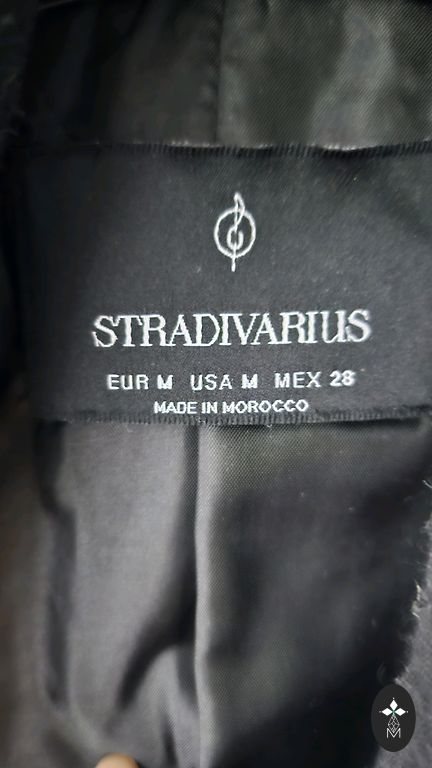 STRADIVARIUS
EUR M USA M MEX 28
MADE IN MOROCCO
M